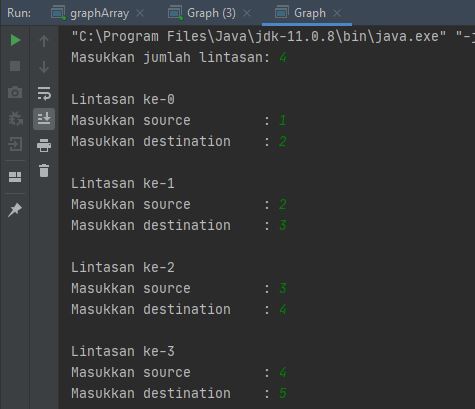 Run: graphArray × Graph (3) × Graph ×
"C:\Program Files\Java\jdk-11.0.8\bin\java.exe" "-j
Masukkan jumlah lintasan: 4
Lintasan ke-0
Masukkan source : 1
Masukkan destination : 2
Lintasan ke-1
Masukkan source : 2
Masukkan destination : 3
Lintasan ke-2
Masukkan source : 3
Masukkan destination : 4
Lintasan ke-3
Masukkan source : 4
Masukkan destination : 5